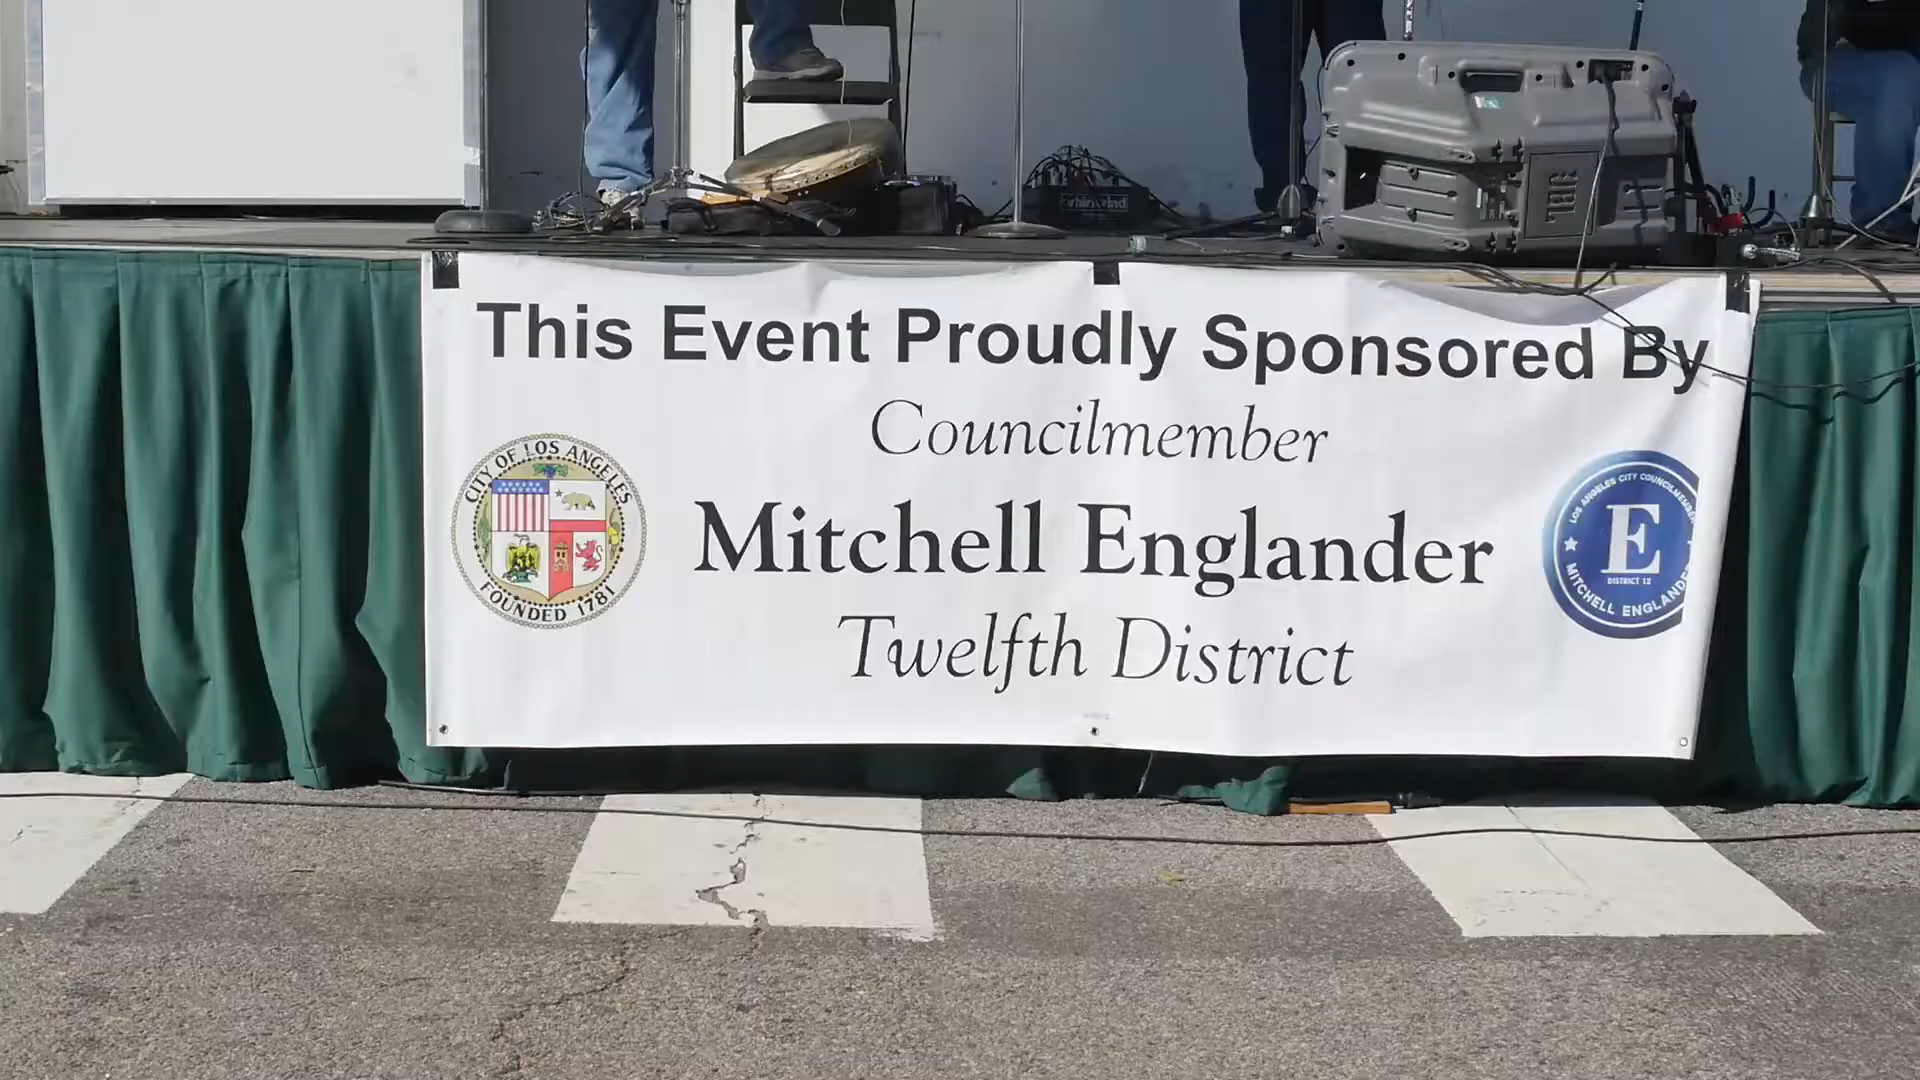 This Event Proudly Sponsored By
Councilmember
Mitchell Englander
Twelfth District
CITY OF LOS ANGELES
FOUNDED 1781
LOS ANGELES CITY COUNCILMEMBER
E
DISTRICT 12
MITCHELL ENGLANDER
JBL
whirlwind